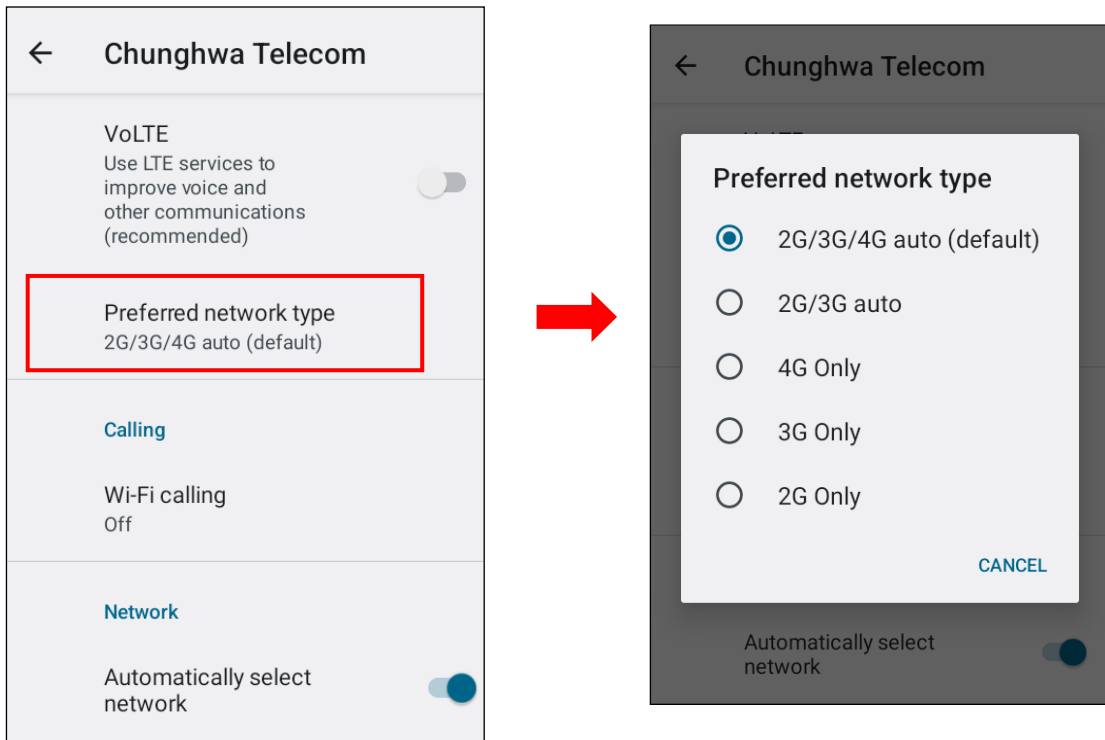 Chunghwa Telecom
VoLTE
Use LTE services to
improve voice and
other communications
(recommended)
Preferred network type
2G/3G/4G auto (default)
Calling
Wi-Fi calling
Off
Network
Automatically select
network
Chunghwa Telecom
Preferred network type
2G/3G/4G auto (default)
2G/3G auto
4G Only
3G Only
2G Only
CANCEL
Automatically select
network